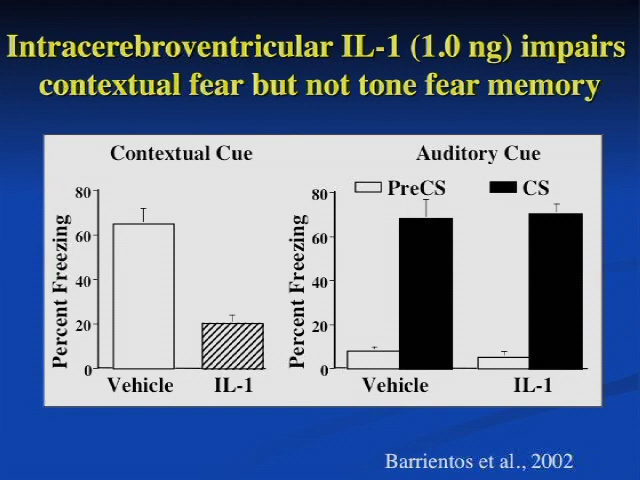 Intracerebroventricular IL-1 (1.0 ng) impairs
contextual fear but not tone fear memory
Contextual Cue
Percent Freezing
80
60
40
20
0
Vehicle
IL-1
Auditory Cue
PreCS
CS
Percent Freezing
80
60
40
20
0
Vehicle
IL-1
Barrientos et al., 2002